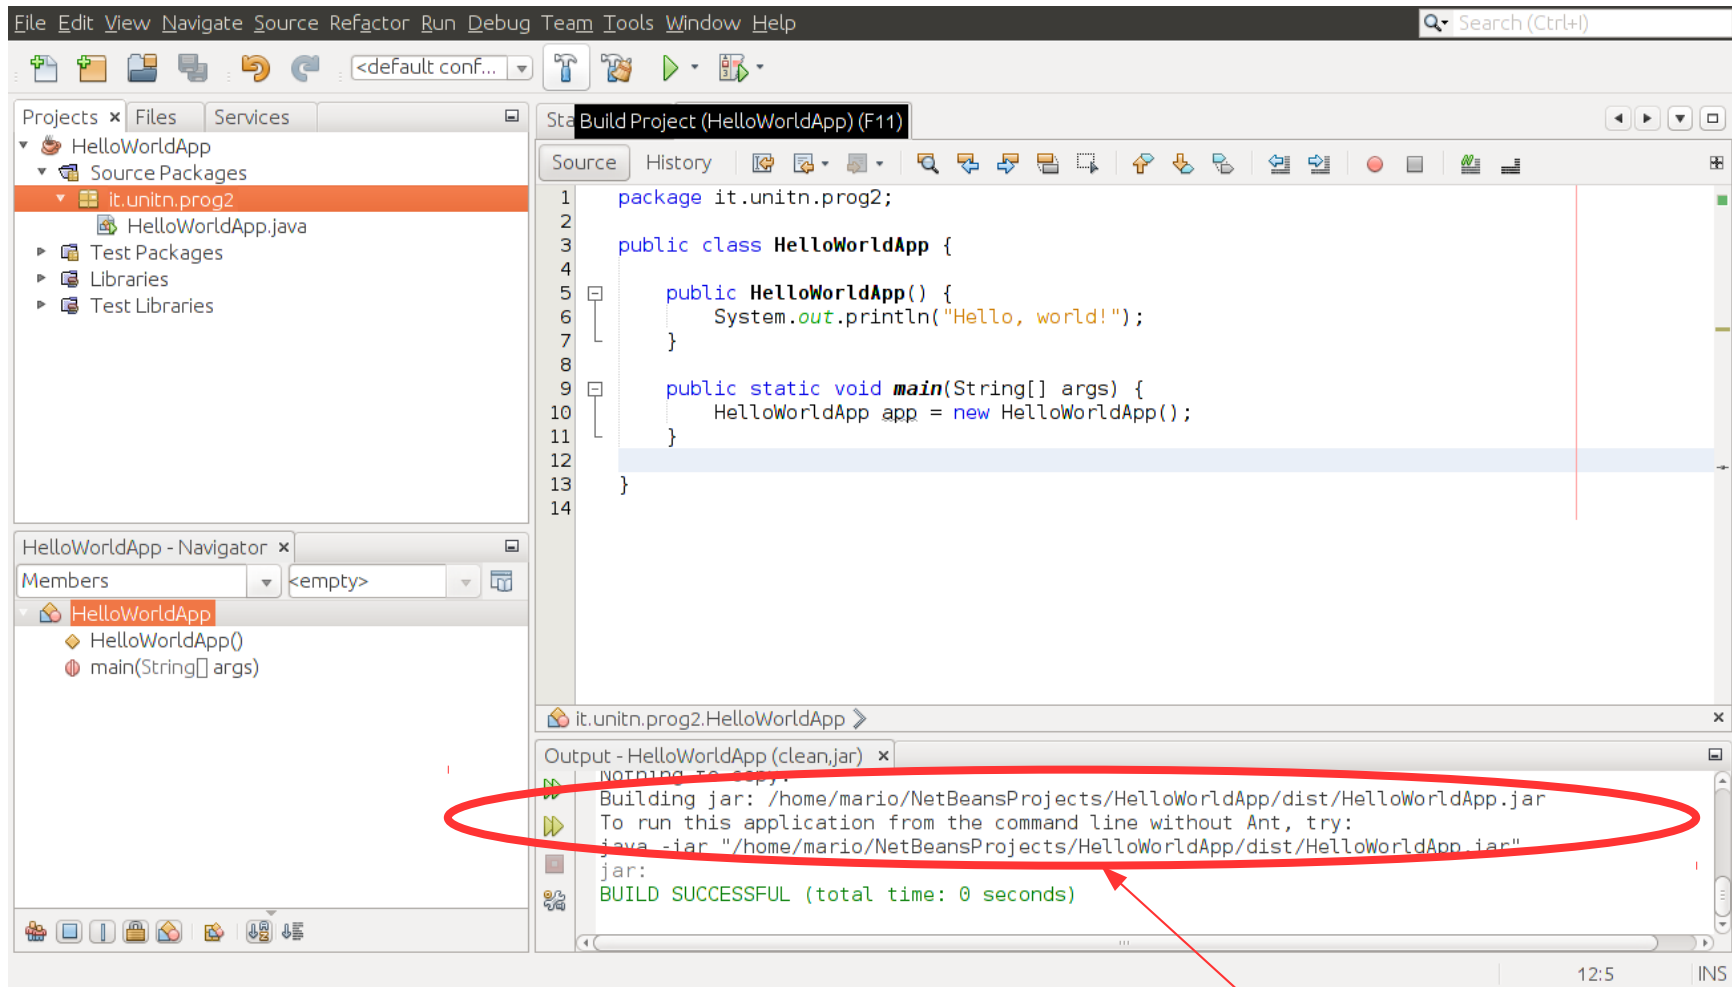 File Edit View Navigate Source Refactor Run Debug Team Tools Window Help
Search (Ctrl+I)
<default conf...
Projects
Files
Services
HelloWorldApp
Source Packages
it.unitn.prog2
HelloWorldApp.java
Test Packages
Libraries
Test Libraries
Sta
Build Project (HelloWorldApp) (F11)
Source
History
1 package it.unitn.prog2;
2
3 public class HelloWorldApp {
4
5 public HelloWorldApp() {
6 System.out.println("Hello, world!");
7 }
8
9 public static void main(String[] args) {
10 HelloWorldApp app = new HelloWorldApp();
11 }
12
13 }
14
HelloWorldApp - Navigator
Members
<empty>
HelloWorldApp
HelloWorldApp()
main(String[] args)
it.unitn.prog2.HelloWorldApp
Output - HelloWorldApp (clean,jar)
Nothing to copy.
Building jar: /home/mario/NetBeansProjects/HelloWorldApp/dist/HelloWorldApp.jar
To run this application from the command line without Ant, try:
java -jar "/home/mario/NetBeansProjects/HelloWorldApp/dist/HelloWorldApp.jar"
jar:
BUILD SUCCESSFUL (total time: 0 seconds)
12:5
INS